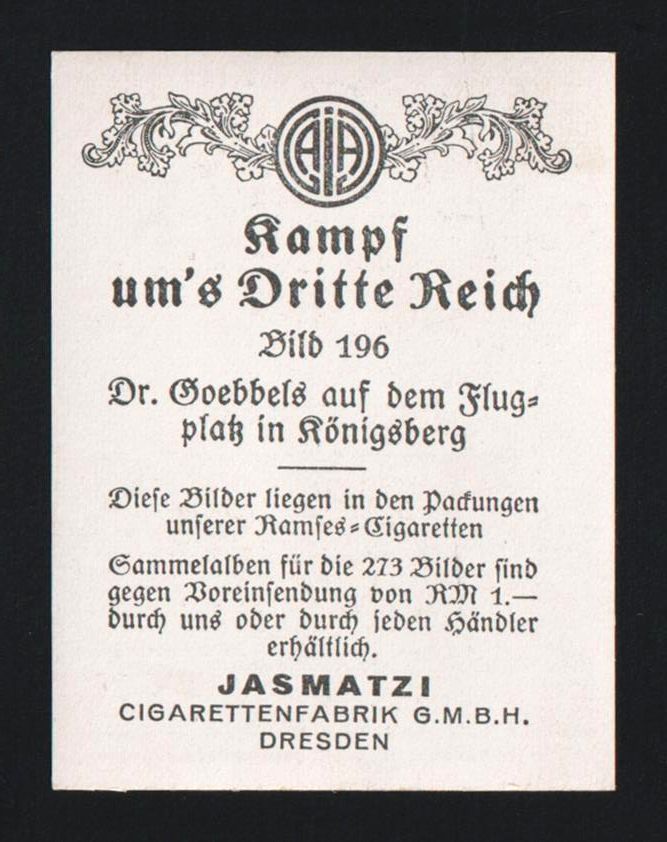 Kampf
um's Dritte Reich
Bild 196
Dr. Goebbels auf dem Flug=
platz in Königsberg
Diese Bilder liegen in den Packungen
unserer Ramses=Cigaretten
Sammelalben für die 273 Bilder sind
gegen Voreinsendung von RM 1.—
durch uns oder durch jeden Händler
erhältlich.
JASMATZI
CIGARETTENFABRIK G.M.B.H.
DRESDEN